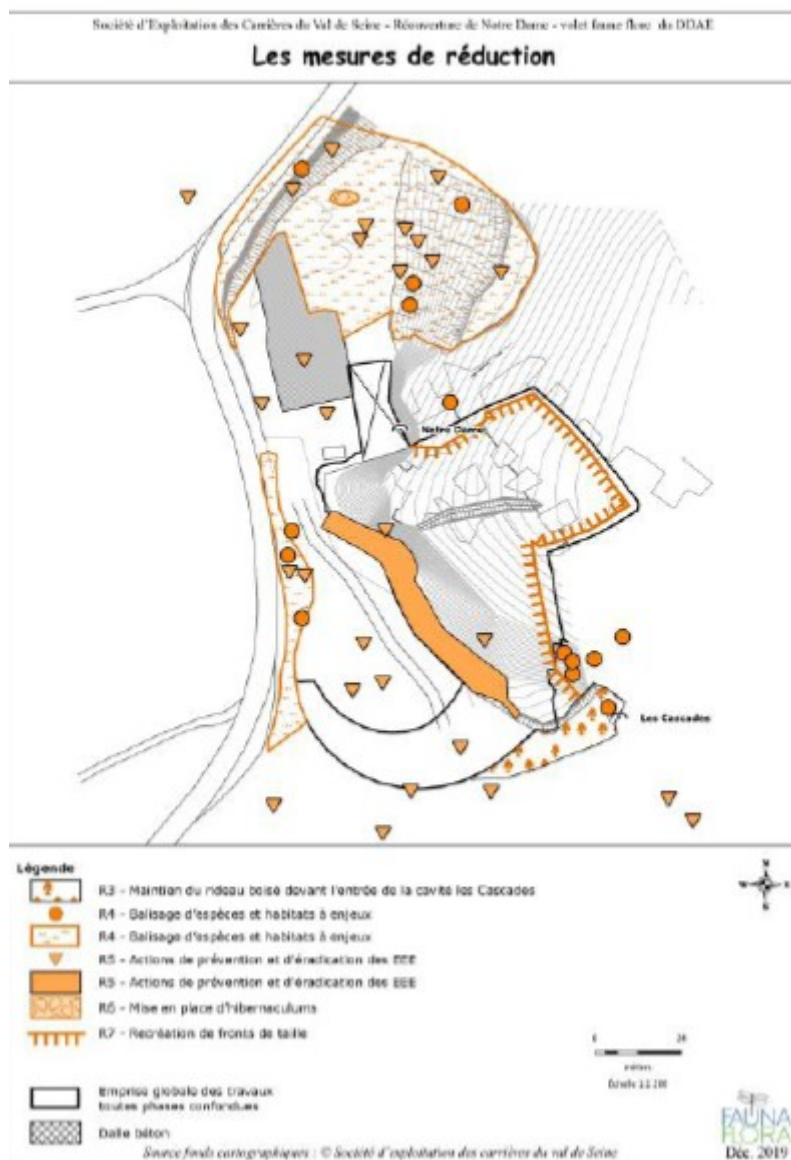 Société d'Exploitation des Carrières du Val de Seine - Réouverture de Notre Dame - volet faune flore du DDAE
Les mesures de réduction
Notre Dame
Les Cascades
Légende
R3 - Maintien du rideau boisé devant l'entrée de la cavité les Cascades
R4 - Balisage d'espèces et habitats à enjeux
R4 - Balisage d'espèces et habitats à enjeux
R5 - Actions de prévention et d'éradication des EEE
R5 - Actions de prévention et d'éradication des EEE
R6 - Mise en place d'hibernaculums
R7 - Recréation de fronts de taille
Emprise globale des travaux
toutes phases confondues
Dalle béton
N
W
E
S
0
mètres
FAUNA
FLORA
Déc. 2019
Source fonds cartographiques : © Société d'exploitation des carrières du val de Seine